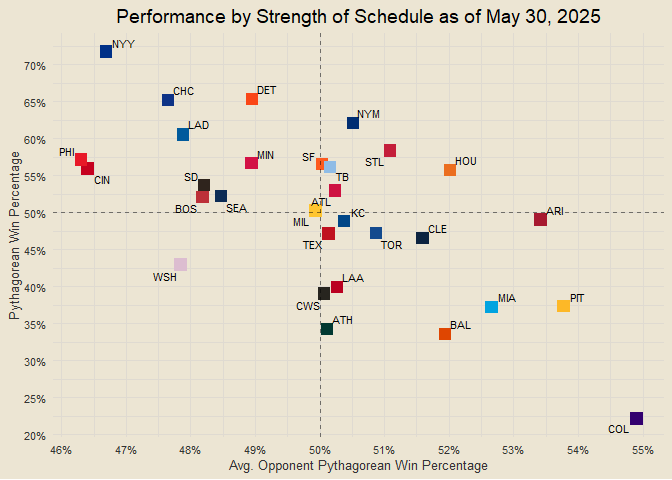 Performance by Strength of Schedule as of May 30, 2025
Pythagorean Win Percentage
70%
65%
60%
55%
50%
45%
40%
35%
30%
25%
20%
NYY
CHC
DET
NYM
LAD
PHI
CIN
MIN
SF
TB
STL
HOU
SD
BOS
SEA
ATL
MIL
KC
ARI
TEX
TOR
CLE
WSH
LAA
CWS
ATH
MIA
PIT
BAL
COL
46%
47%
48%
49%
50%
51%
52%
53%
54%
55%
Avg. Opponent Pythagorean Win Percentage